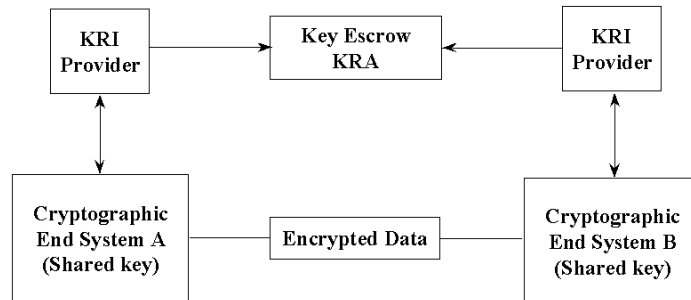 KRI
Provider
Key Escrow
KRA
KRI
Provider
Cryptographic
End System A
(Shared key)
Encrypted Data
Cryptographic
End System B
(Shared key)